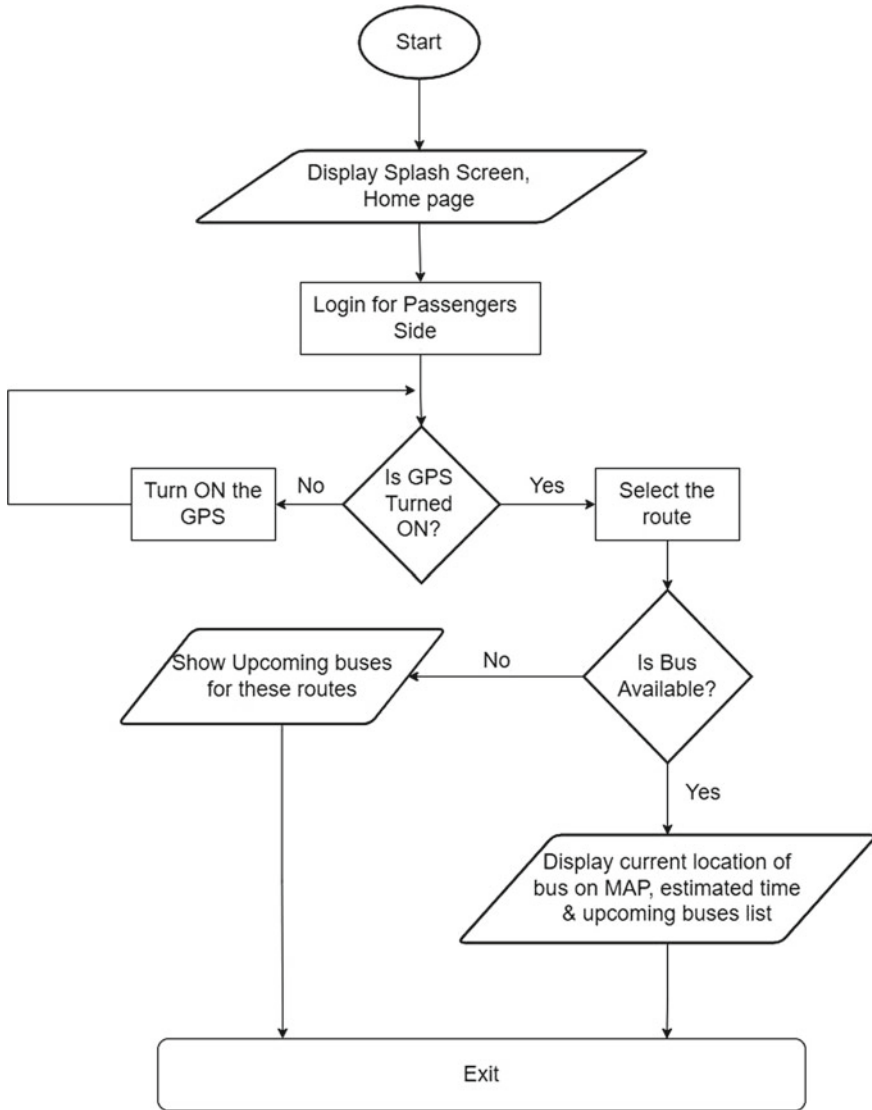 Start
Display Splash Screen,
Home page
Login for Passengers
Side
Is GPS
Turned
ON?
No
Yes
Turn ON the
GPS
Select the
route
Is Bus
Available?
No
Yes
Show Upcoming buses
for these routes
Display current location of
bus on MAP, estimated time
& upcoming buses list
Exit